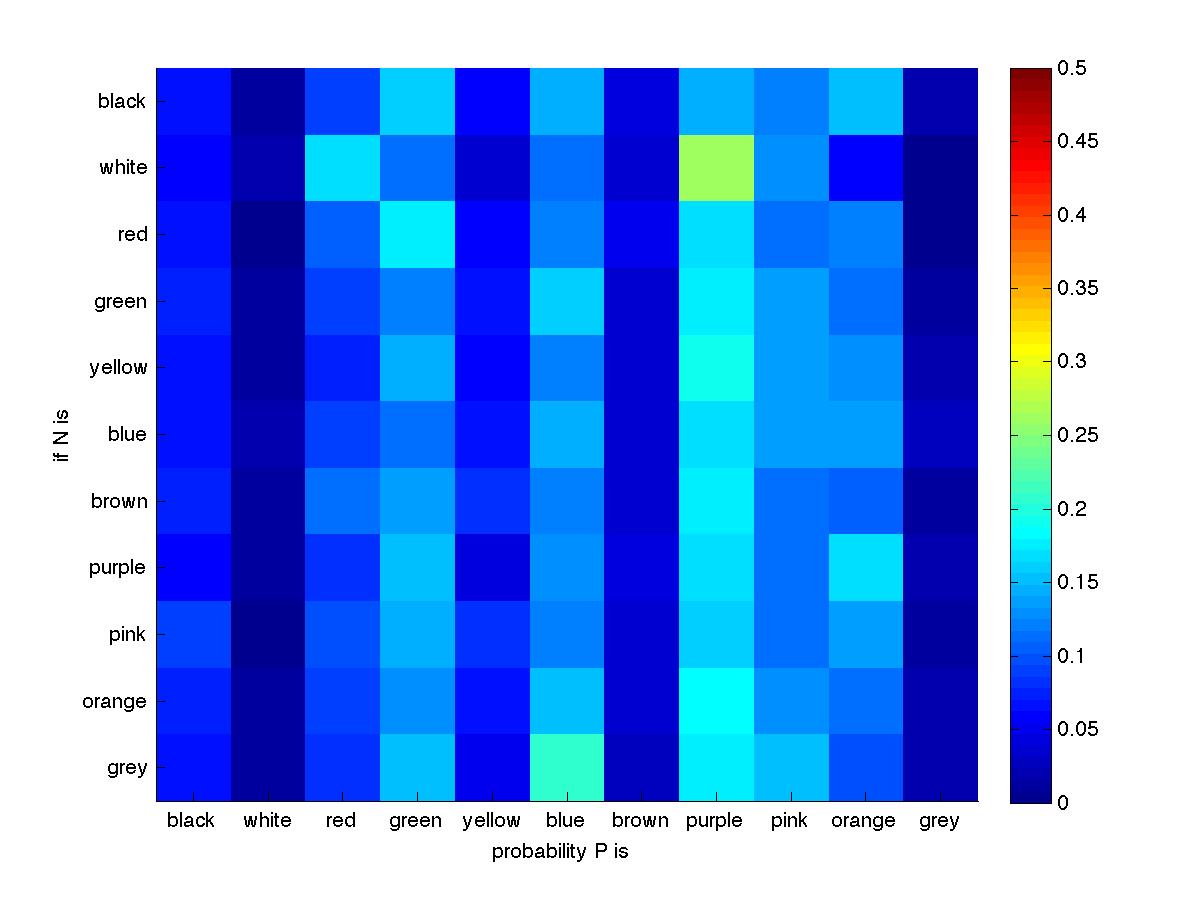 black
white
red
green
yellow
blue
brown
purple
pink
orange
grey
if N is
black white red green yellow blue brown purple pink orange grey
probability P is
0.5
0.45
0.4
0.35
0.3
0.25
0.2
0.15
0.1
0.05
0